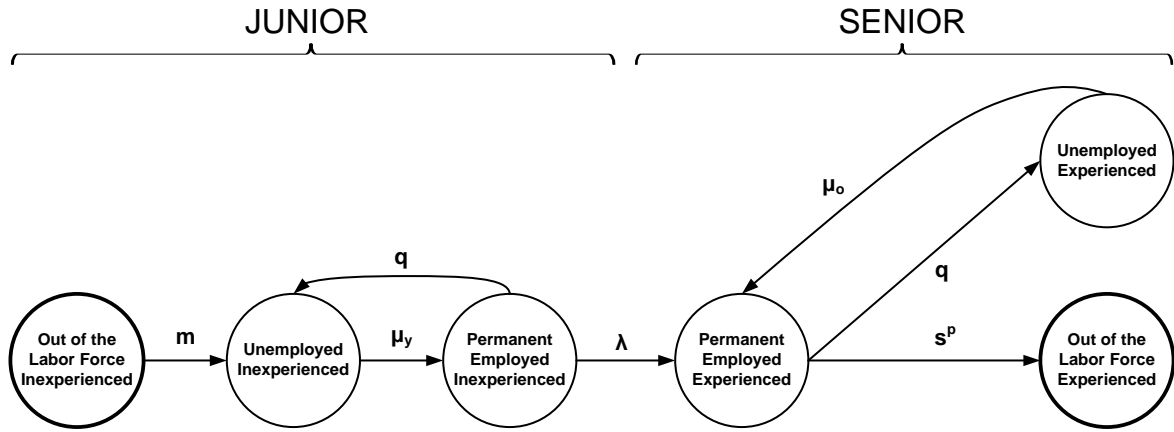 JUNIOR
SENIOR
Unemployed
Experienced
μo
q
q
Out of the
Labor Force
Inexperienced
m
Unemployed
Inexperienced
μy
Permanent
Employed
Inexperienced
λ
Permanent
Employed
Experienced
sp
Out of the
Labor Force
Experienced